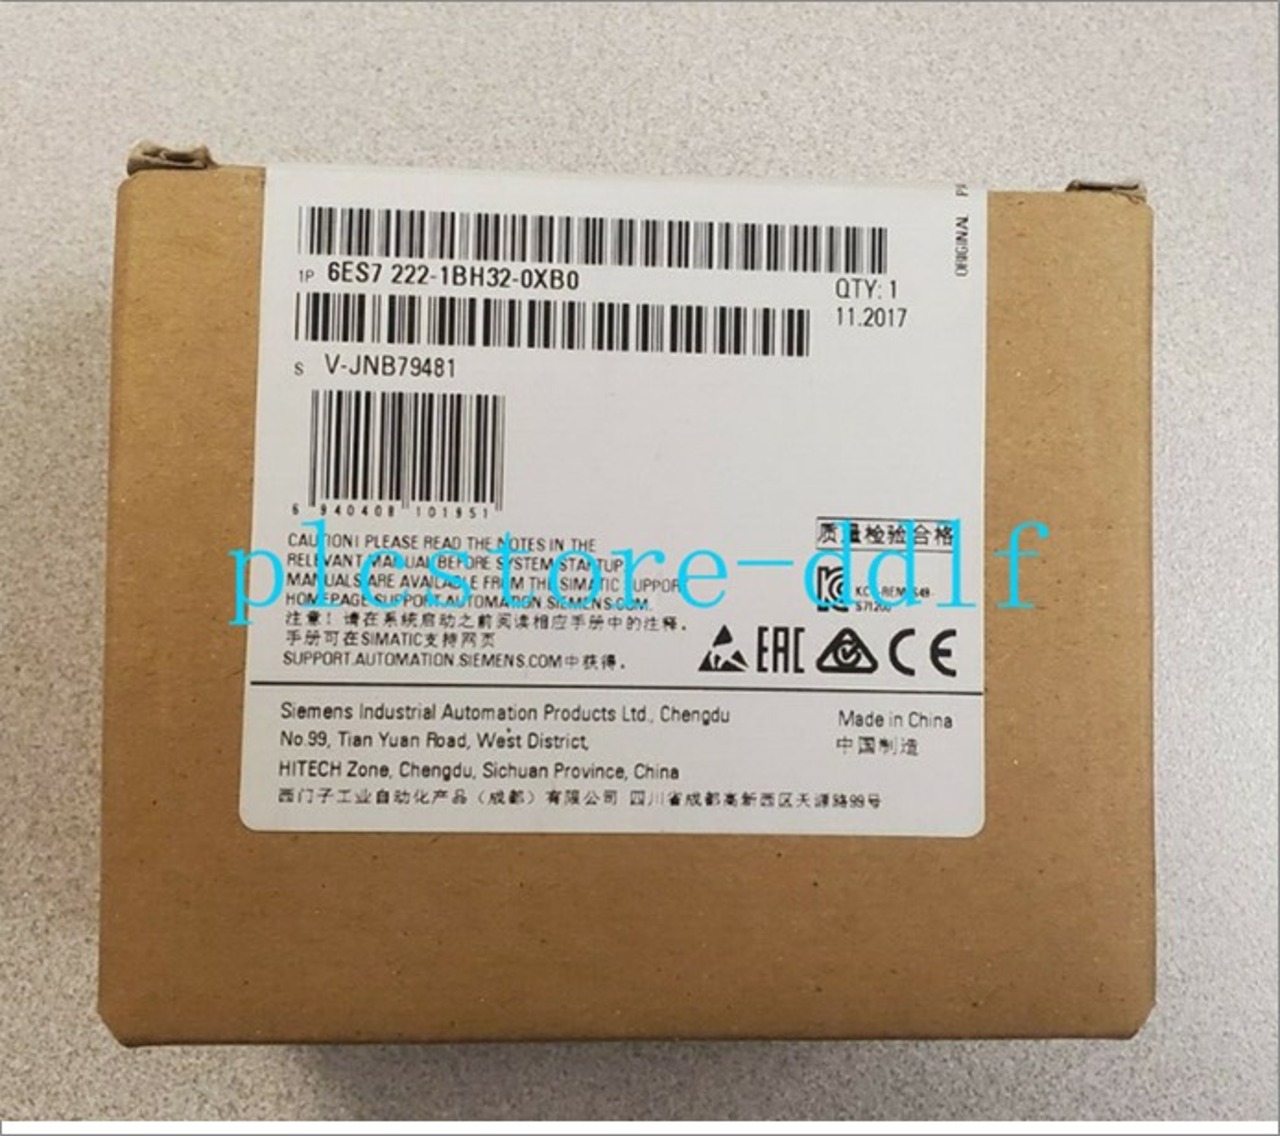 ORIGINAL
1P 6ES7 222-1BH32-0XB0
QTY: 1
11.2017
S V-JNB79481
6 940408 101951
CAUTION! PLEASE READ THE NOTES IN THE
RELEVANT MANUAL BEFORE SYSTEM STARTUP.
MANUALS ARE AVAILABLE FROM THE SIMATIC SUPPORT
HOMEPAGE SUPPORT.AUTOMATION.SIEMENS.COM.
注意！请在系统启动之前阅读相应手册中的注释。
手册可在SIMATIC支持网页
SUPPORT.AUTOMATION.SIEMENS.COM中获得。
质量检验合格
S71200
EAC
CE
plcstore-ddlf
Siemens Industrial Automation Products Ltd., Chengdu
No.99, Tian Yuan Road, West District,
HITECH Zone, Chengdu, Sichuan Province, China
西门子工业自动化产品（成都）有限公司 四川省成都高新西区天源路99号
Made in China
中国制造